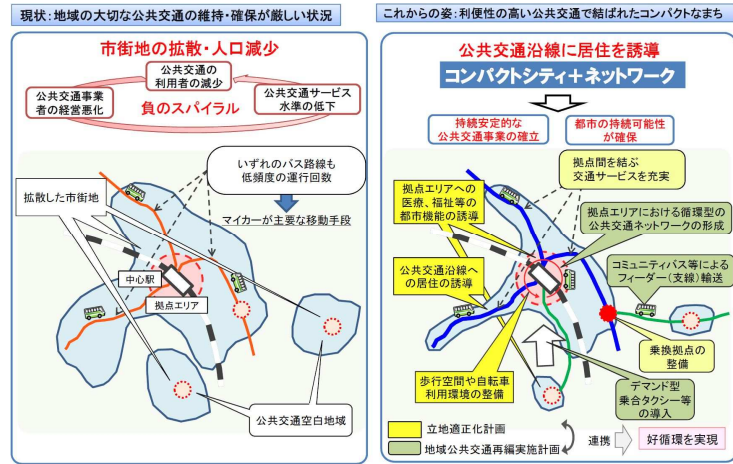 現状:地域の大切な公共交通の維持・確保が厳しい状況
市街地の拡散・人口減少
公共交通の
利用者の減少
公共交通事業
者の経営悪化
負のスパイラル
公共交通サービス
水準の低下
いずれのバス路線も
低頻度の運行回数
拡散した市街地
マイカーが主要な移動手段
中心駅
拠点エリア
公共交通空白地域
これからの姿:利便性の高い公共交通で結ばれたコンパクトなまち
公共交通沿線に居住を誘導
コンパクトシティ+ネットワーク
持続安定的な
公共交通事業の確立
都市の持続可能性
が確保
拠点間を結ぶ
交通サービスを充実
拠点エリアへの
医療、福祉等の
都市機能の誘導
拠点エリアにおける循環型の
公共交通ネットワークの形成
公共交通沿線へ
の居住の誘導
コミュニティバス等による
フィーダー(支線)輸送
乗換拠点の
整備
歩行空間や自転車
利用環境の整備
デマンド型
乗合タクシー等
の導入
立地適正化計画
地域公共交通再編実施計画
連携
好循環を実現